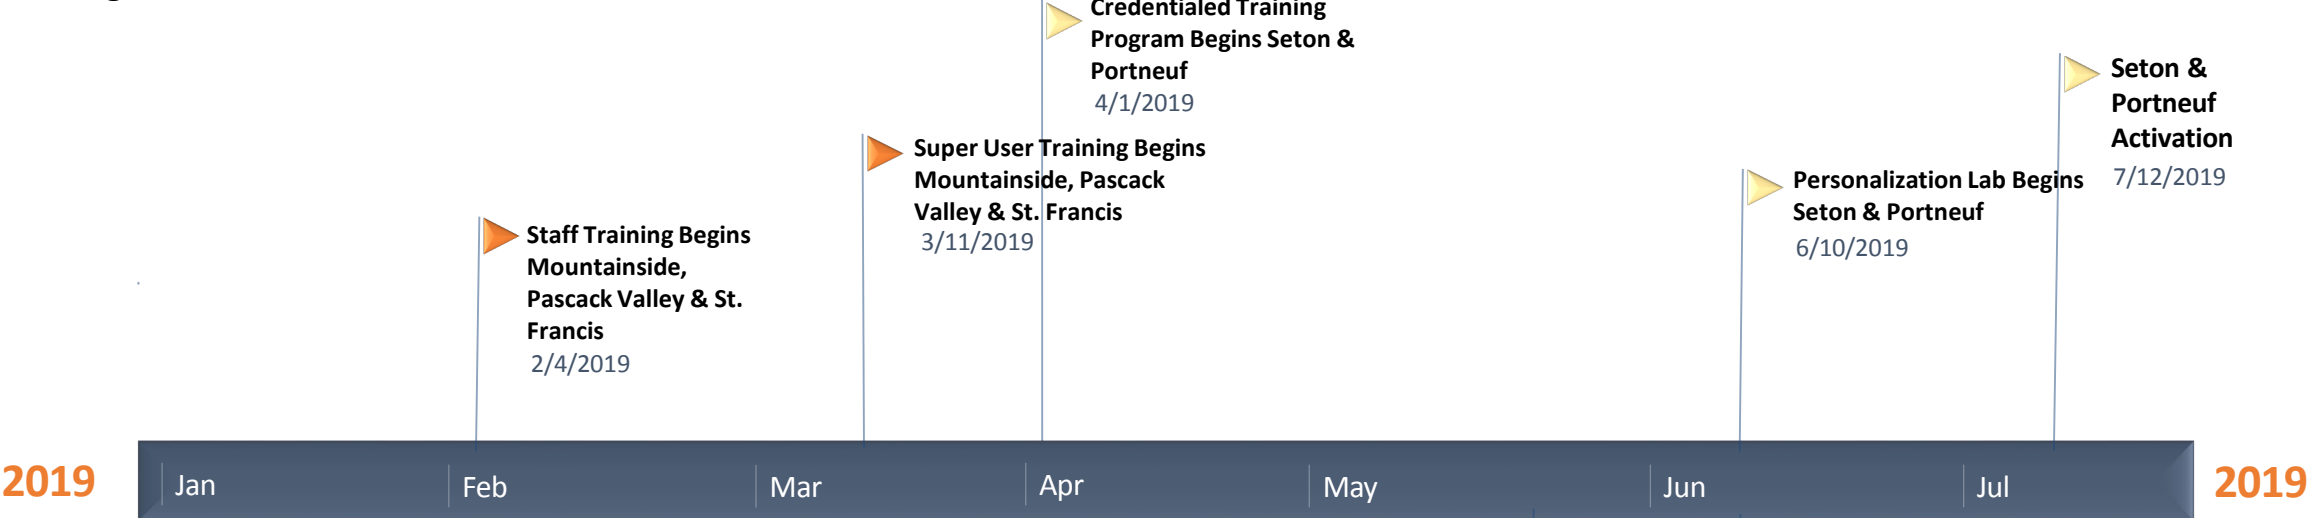 Credentialed Training
Program Begins Seton &
Portneuf
4/1/2019
Seton &
Portneuf
Activation
7/12/2019
Super User Training Begins
Mountainside, Pascack
Valley & St. Francis
3/11/2019
Personalization Lab Begins
Seton & Portneuf
6/10/2019
Staff Training Begins
Mountainside,
Pascack Valley & St.
Francis
2/4/2019
2019 Jan Feb Mar Apr May Jun Jul 2019